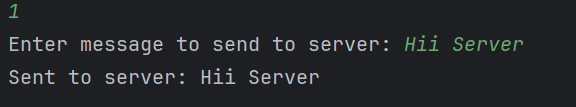 1
Enter message to send to server: Hii Server
Sent to server: Hii Server